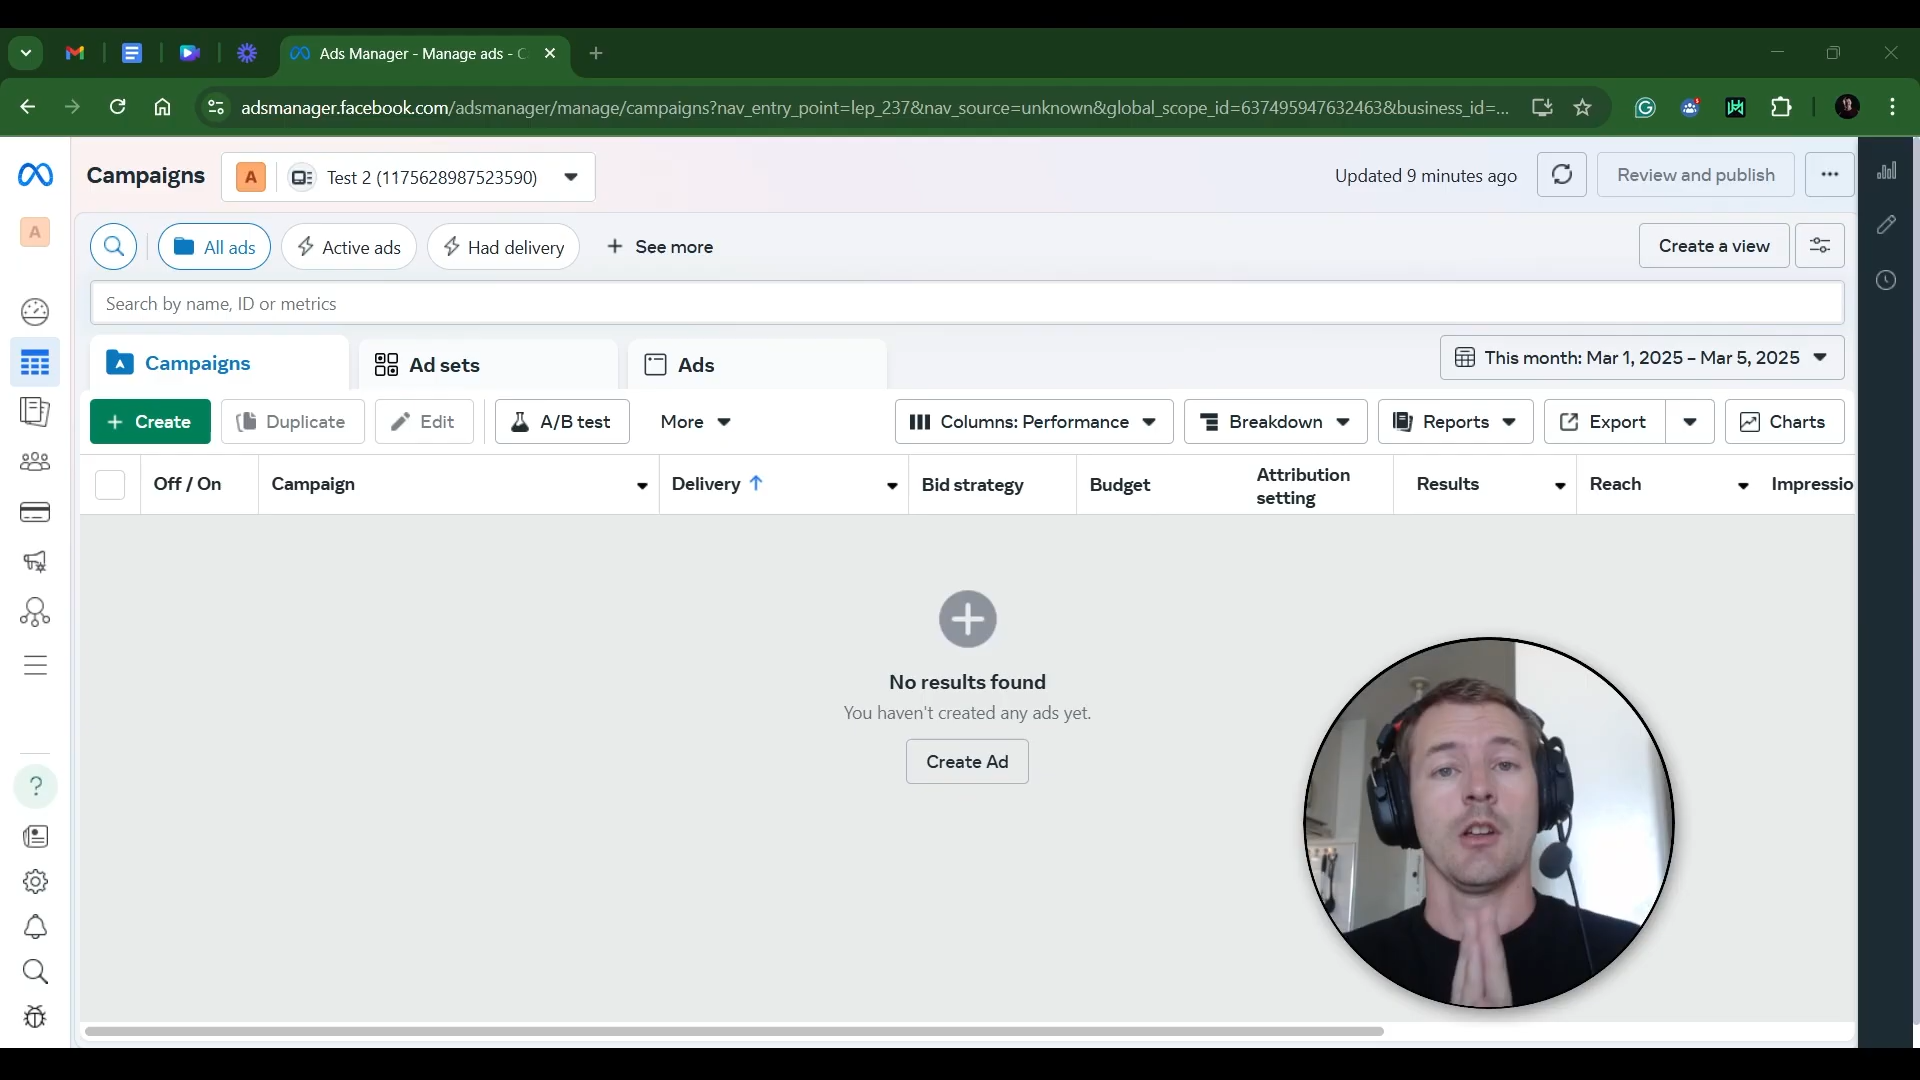 Ads Manager - Manage ads - C
adsmanager.facebook.com/adsmanager/manage/campaigns?nav_entry_point=lep_237&nav_source=unknown&global_scope_id=637495947632463&business_id=...
Campaigns
A
Test 2 (1175628987523590)
Updated 9 minutes ago
Review and publish
A
All ads
Active ads
Had delivery
See more
Create a view
Search by name, ID or metrics
Campaigns
Ad sets
Ads
This month: Mar 1, 2025 – Mar 5, 2025
+ Create
Duplicate
Edit
A/B test
More
Columns: Performance
Breakdown
Reports
Export
Charts
Off / On
Campaign
Delivery ↑
Bid strategy
Budget
Attribution
setting
Results
Reach
Impressio
No results found
You haven't created any ads yet.
Create Ad
?